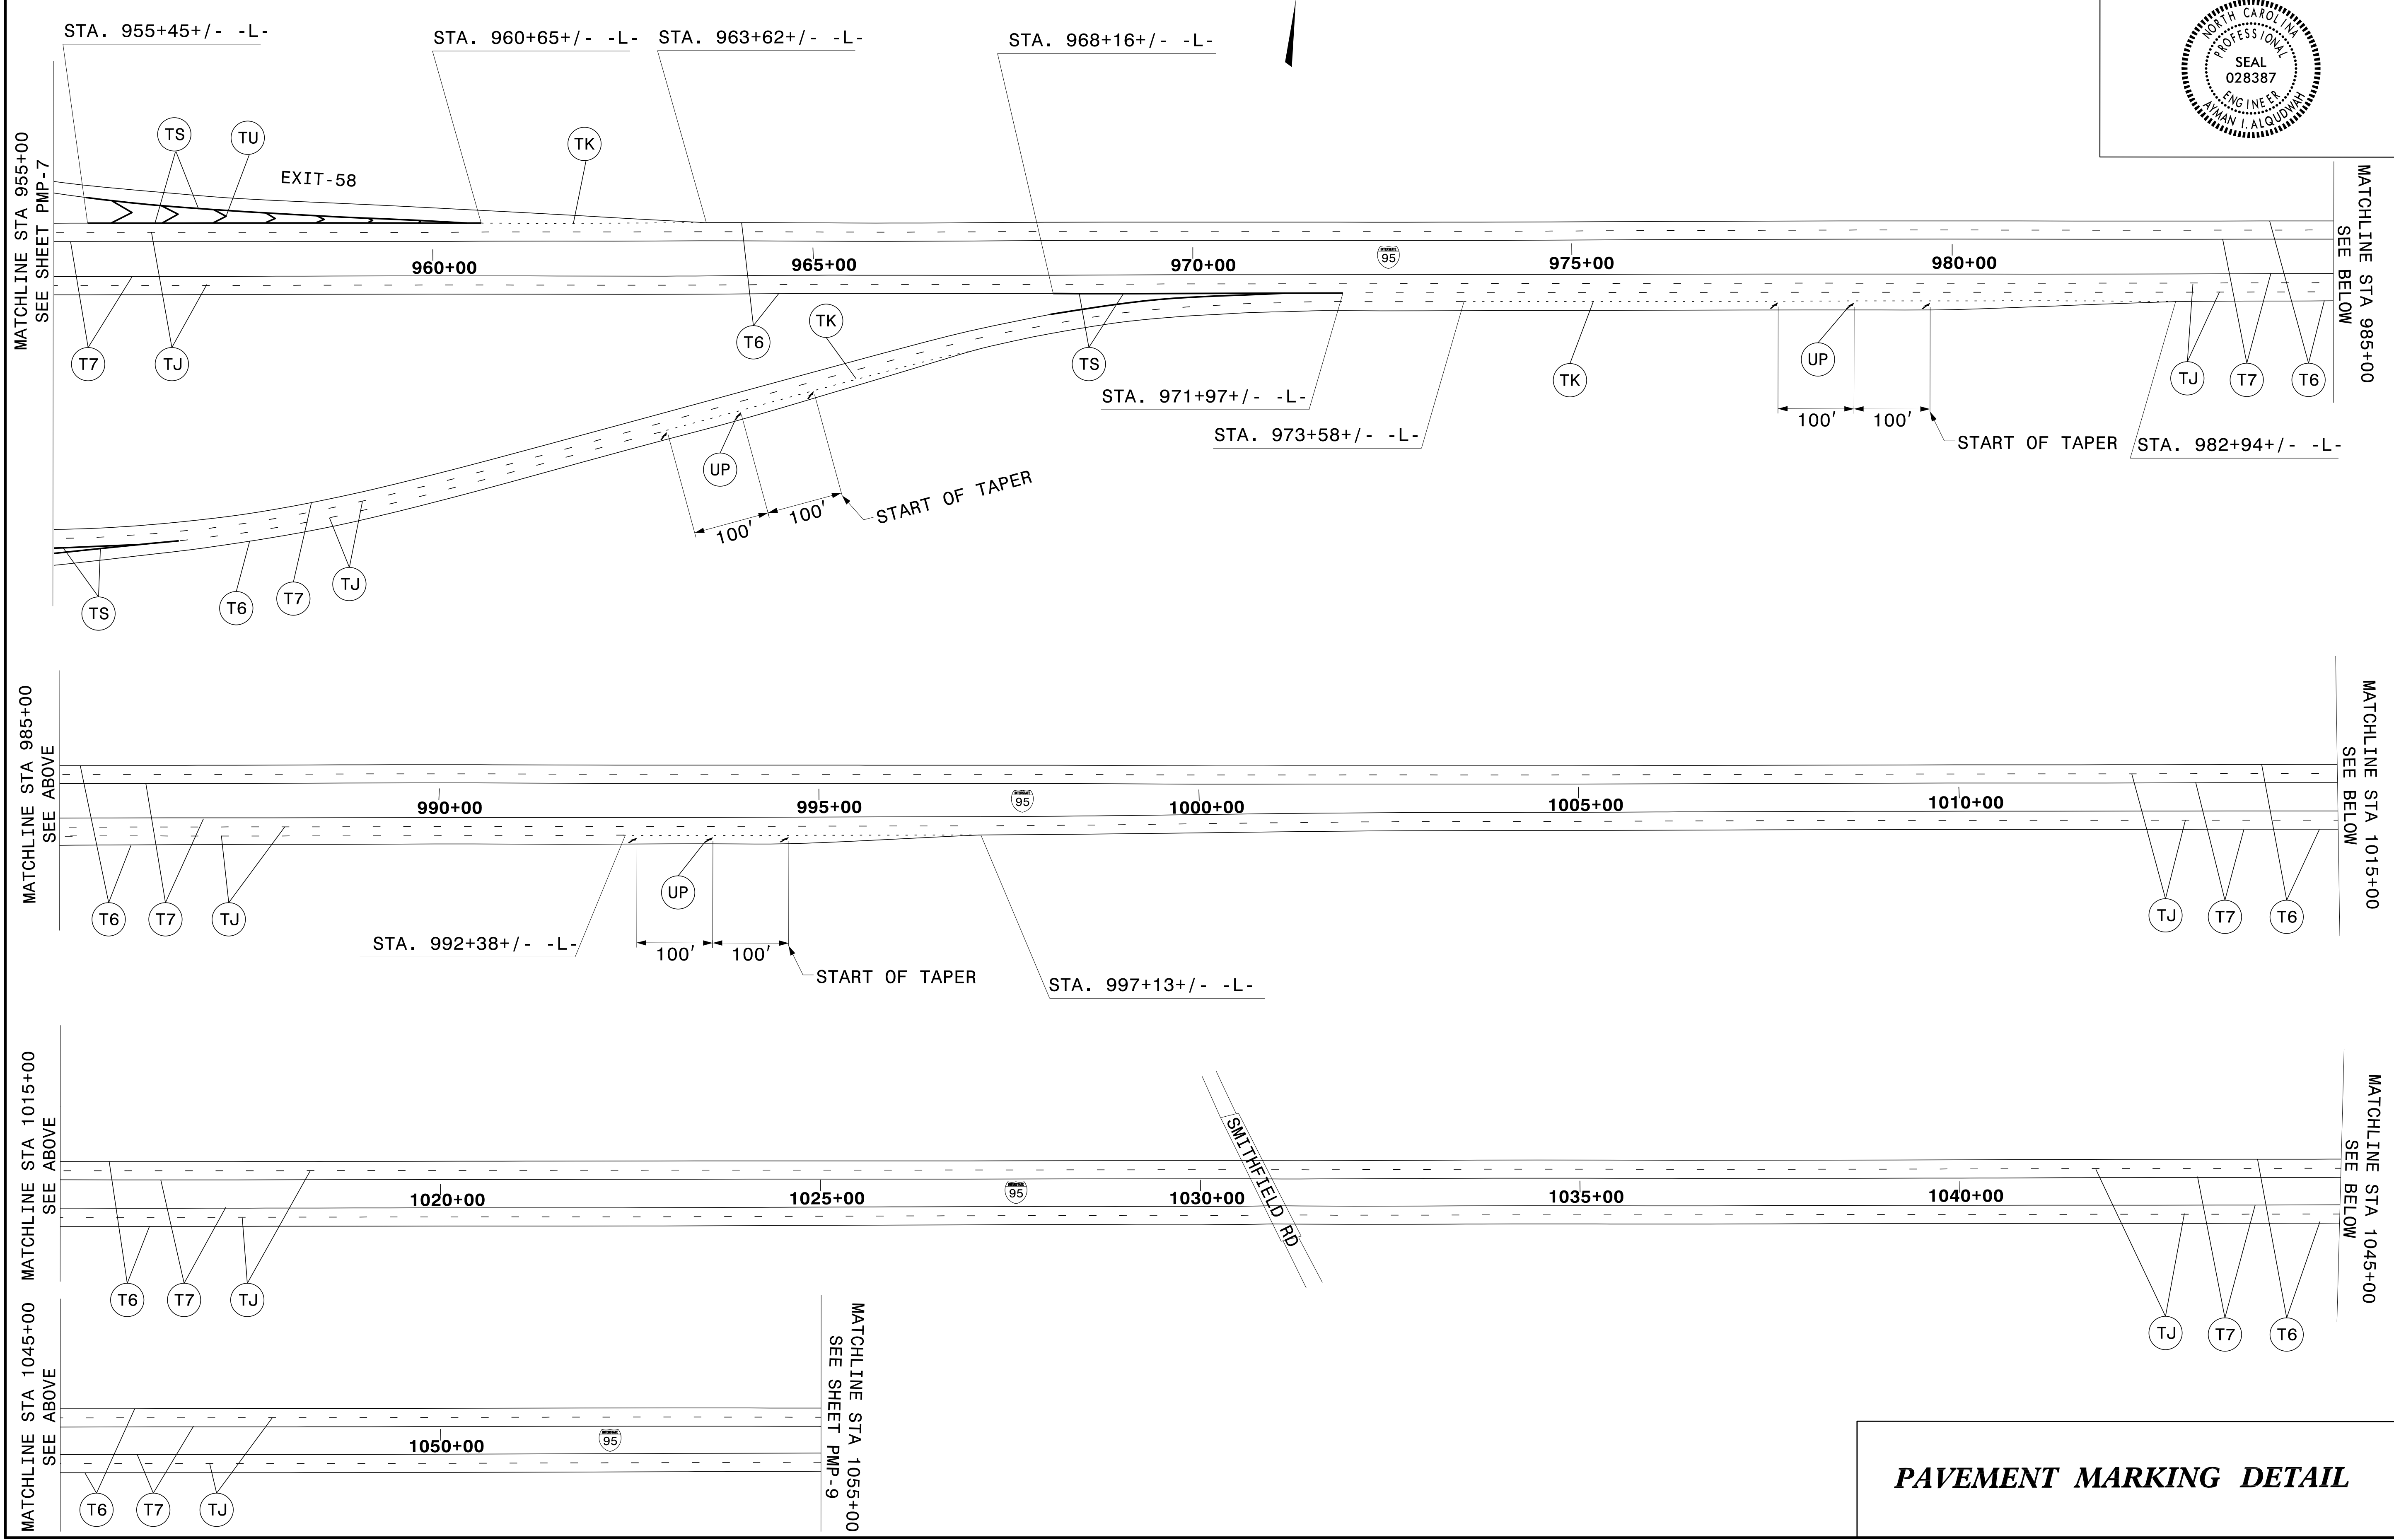 STA. 955+45+/- -L-
STA. 960+65+/- -L-
STA. 963+62+/- -L-
STA. 968+16+/- -L-
NORTH CAROLINA
PROFESSIONAL
SEAL
028387
ENGINEER
AYMAN I. ALQUDWAH
MATCHLINE STA 955+00
SEE SHEET PMP-7
TS
TU
TK
EXIT-58
960+00
965+00
970+00
INTERSTATE
95
975+00
980+00
MATCHLINE STA 985+00
SEE BELOW
T7
TJ
T6
TK
TS
UP
TK
TJ
T7
T6
STA. 971+97+/- -L-
STA. 973+58+/- -L-
100'
100'
START OF TAPER
STA. 982+94+/- -L-
UP
100'
100'
START OF TAPER
TS
T6
T7
TJ
MATCHLINE STA 985+00
SEE ABOVE
990+00
995+00
INTERSTATE
95
1000+00
1005+00
1010+00
MATCHLINE STA 1015+00
SEE BELOW
T6
T7
TJ
UP
TJ
T7
T6
STA. 992+38+/- -L-
100'
100'
START OF TAPER
STA. 997+13+/- -L-
MATCHLINE STA 1015+00
SEE ABOVE
1020+00
1025+00
INTERSTATE
95
1030+00
SMITHFIELD RD
1035+00
1040+00
MATCHLINE STA 1045+00
SEE BELOW
T6
T7
TJ
TJ
T7
T6
MATCHLINE STA 1045+00
SEE ABOVE
1050+00
INTERSTATE
95
MATCHLINE STA 1055+00
SEE SHEET PMP-9
T6
T7
TJ
PAVEMENT MARKING DETAIL